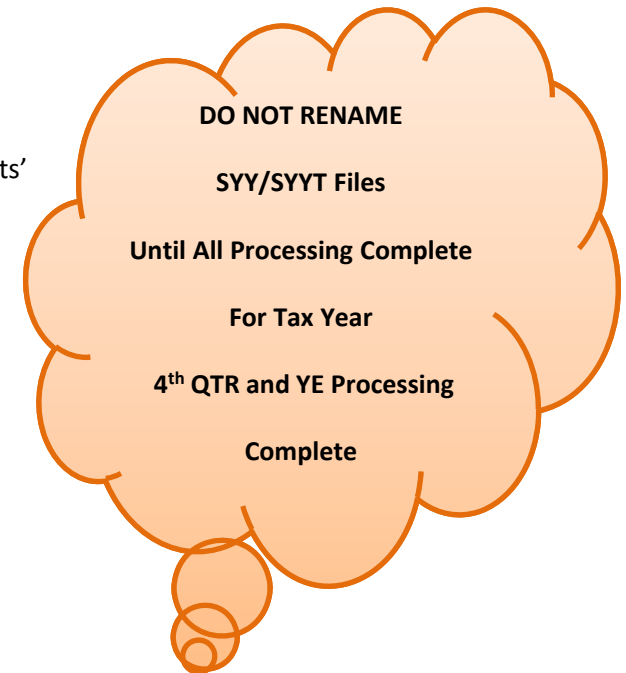 DO NOT RENAME
ts’
SYY/SYYT Files
Until All Processing Complete
For Tax Year
4th QTR and YE Processing
Complete